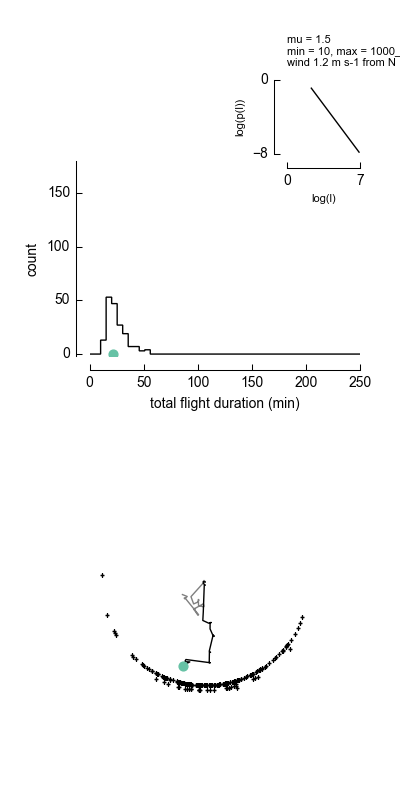 mu = 1.5
min = 10, max = 1000_
wind 1.2 m s-1 from N
0
log(p(l))
−8
0
7
log(l)
150
100
count
50
0
0
50
100
150
200
250
total flight duration (min)